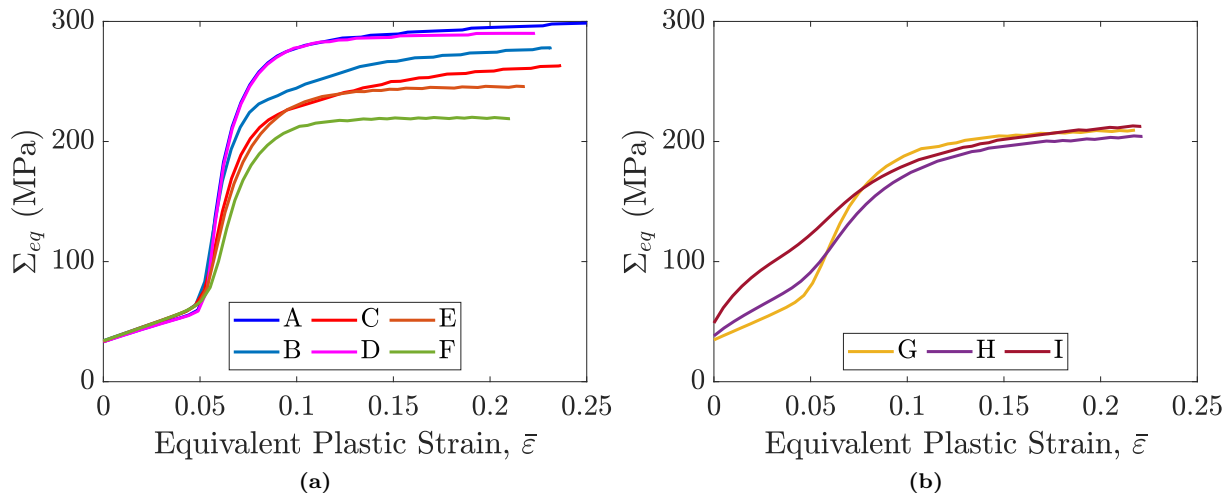 300
200
100
0
Σeq (MPa)
A C E
B D F
0 0.05 0.1 0.15 0.2 0.25
Equivalent Plastic Strain, ε̄
(a)
300
200
100
0
Σeq (MPa)
G H I
0 0.05 0.1 0.15 0.2 0.25
Equivalent Plastic Strain, ε̄
(b)